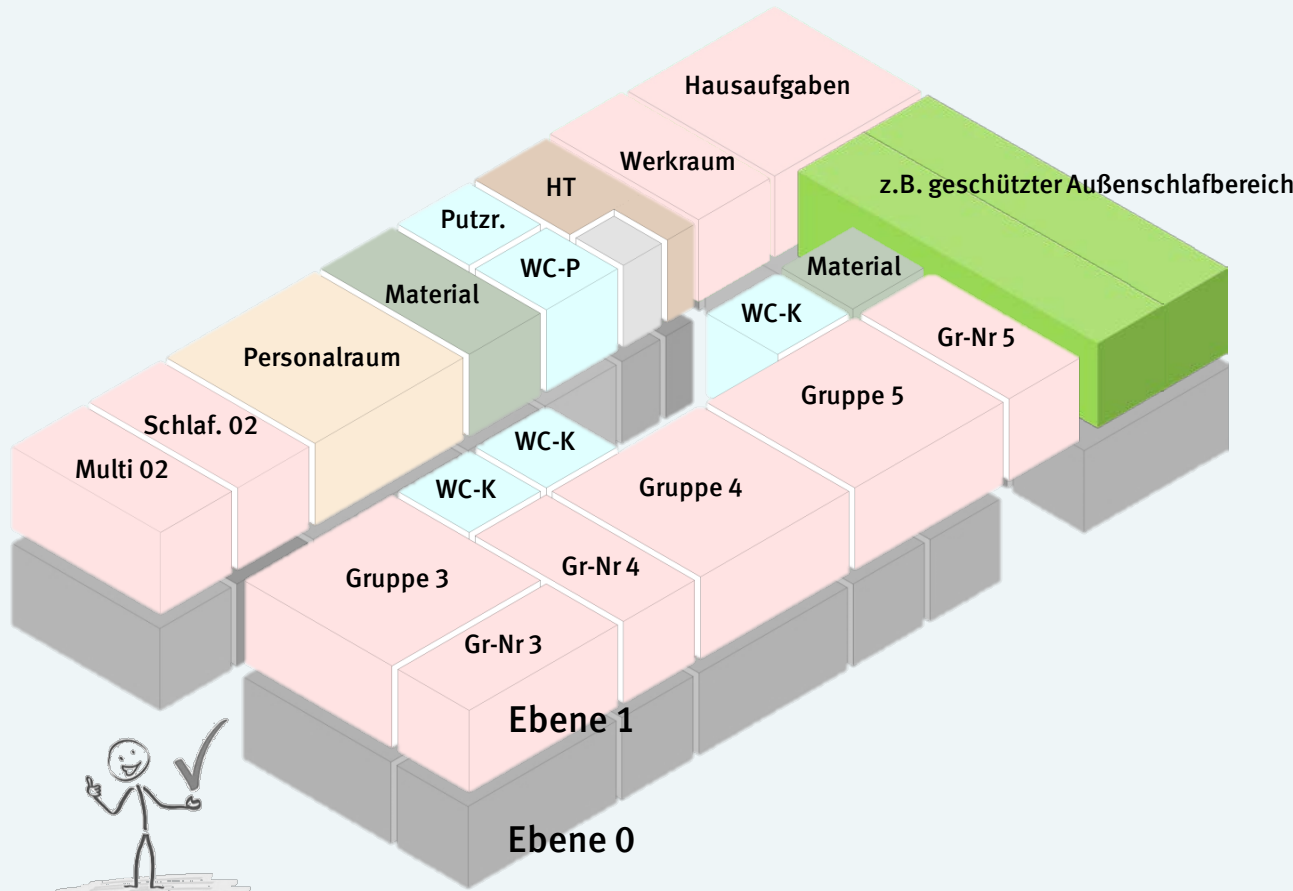 Hausaufgaben
Werkraum
z.B. geschützter Außenschlafbereich
HT
Putzr.
WC-P
Material
Material
WC-K
Gr-Nr 5
Personalraum
Gruppe 5
Schlaf. 02
Multi 02
WC-K
WC-K
Gruppe 4
Gruppe 3
Gr-Nr 4
Gr-Nr 3
Ebene 1
Ebene 0